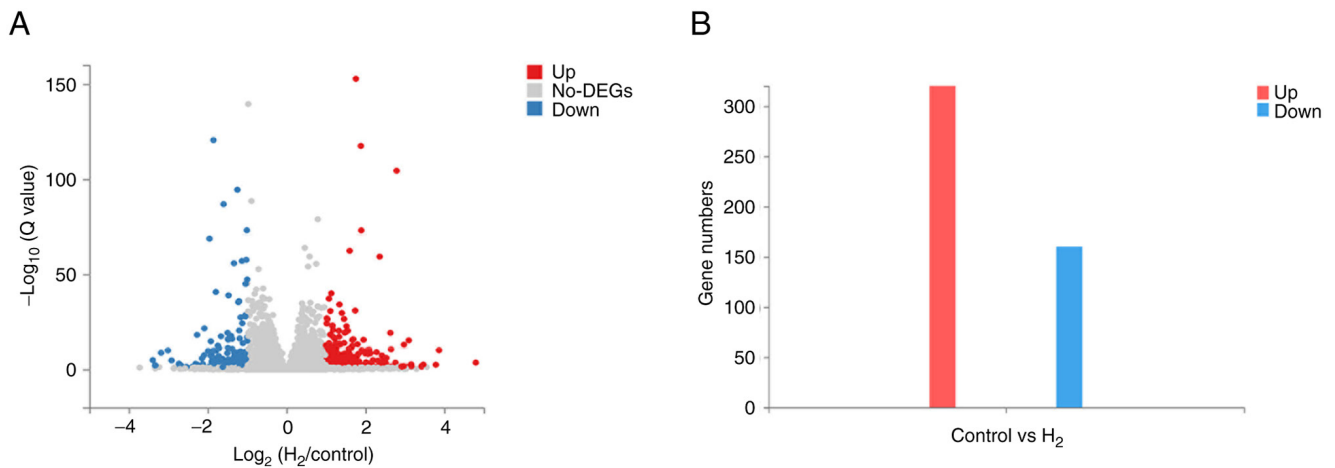 A
150
100
50
0
−Log10 (Q value)
−4
−2
0
2
4
Log2 (H2/control)
Up
No-DEGs
Down
B
300
250
200
150
100
50
0
Gene numbers
Control vs H2
Up
Down